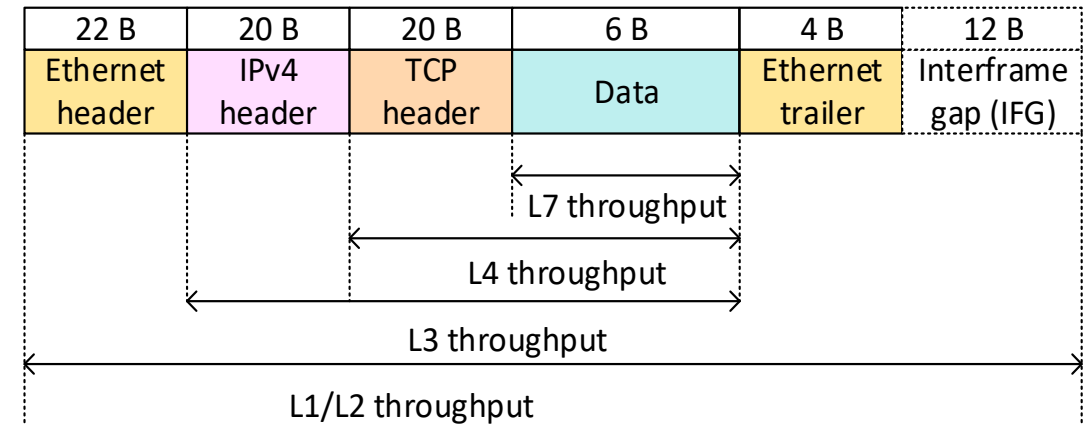 22 B 20 B 20 B 6 B 4 B 12 B
Ethernet header IPv4 header TCP header Data Ethernet trailer Interframe gap (IFG)
L7 throughput
L4 throughput
L3 throughput
L1/L2 throughput